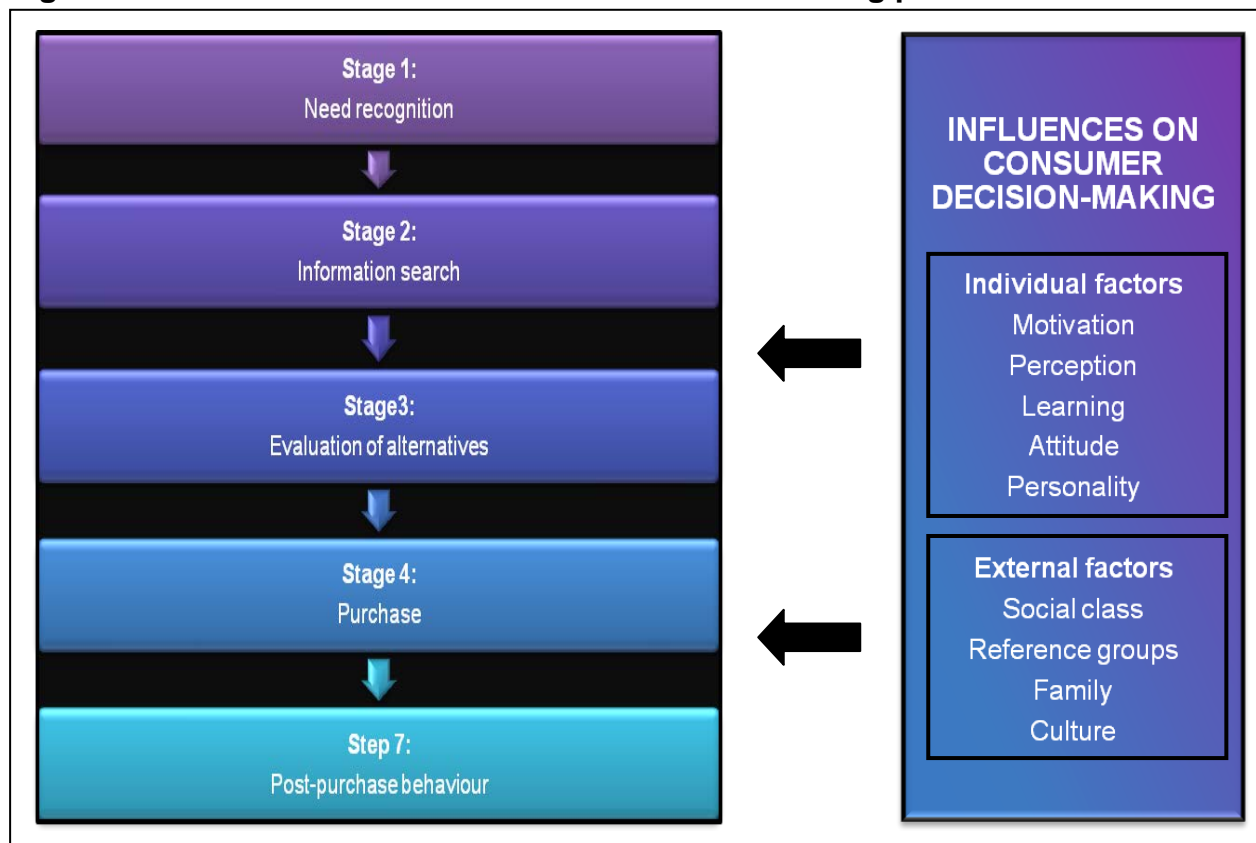 Stage 1:
Need recognition
Stage 2:
Information search
Stage3:
Evaluation of alternatives
Stage 4:
Purchase
Step 7:
Post-purchase behaviour
INFLUENCES ON
CONSUMER
DECISION-MAKING
Individual factors
Motivation
Perception
Learning
Attitude
Personality
External factors
Social class
Reference groups
Family
Culture